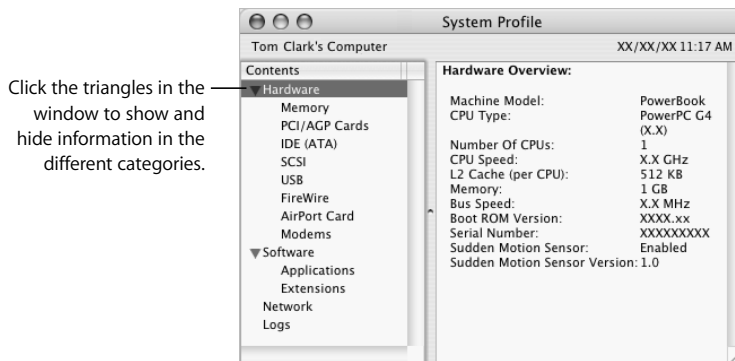 System Profile
Tom Clark's Computer XX/XX/XX 11:17 AM
Click the triangles in the
window to show and
hide information in the
different categories.
Contents
Hardware
Memory
PCI/AGP Cards
IDE (ATA)
SCSI
USB
FireWire
AirPort Card
Modems
Software
Applications
Extensions
Network
Logs
Hardware Overview:
Machine Model: PowerBook
CPU Type: PowerPC G4
(X.X)
Number Of CPUs: 1
CPU Speed: X.X GHz
L2 Cache (per CPU): 512 KB
Memory: 1 GB
Bus Speed: X.X MHz
Boot ROM Version: XXXX.xx
Serial Number: XXXXXXXXX
Sudden Motion Sensor: Enabled
Sudden Motion Sensor Version: 1.0